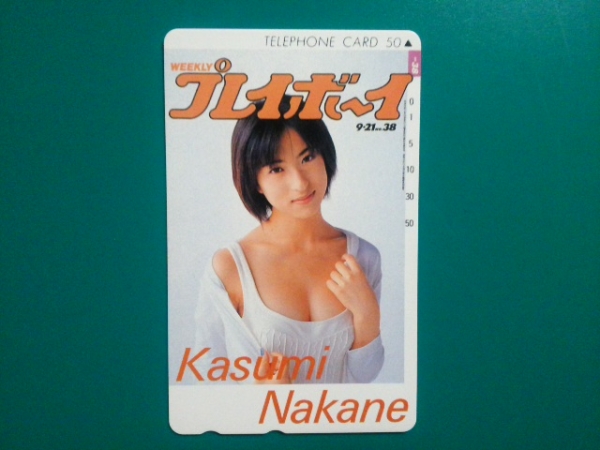 TELEPHONE CARD 50 ▲
WEEKLY
プレイボーイ
9·21 No.38
0
1
5
10
30
50
Kasumi
Nakane